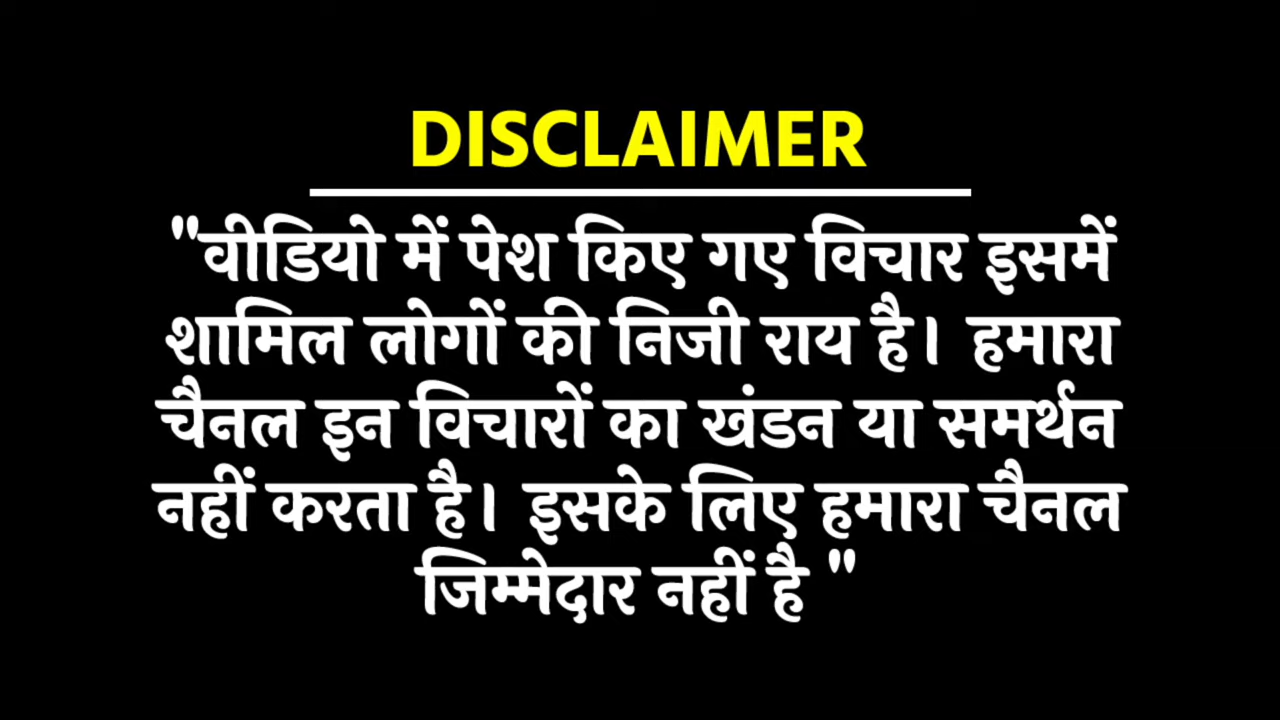 DISCLAIMER
"वीडियो में पेश किए गए विचार इसमें
शामिल लोगों की निजी राय है। हमारा
चैनल इन विचारों का खंडन या समर्थन
नहीं करता है। इसके लिए हमारा चैनल
जिम्मेदार नहीं है "